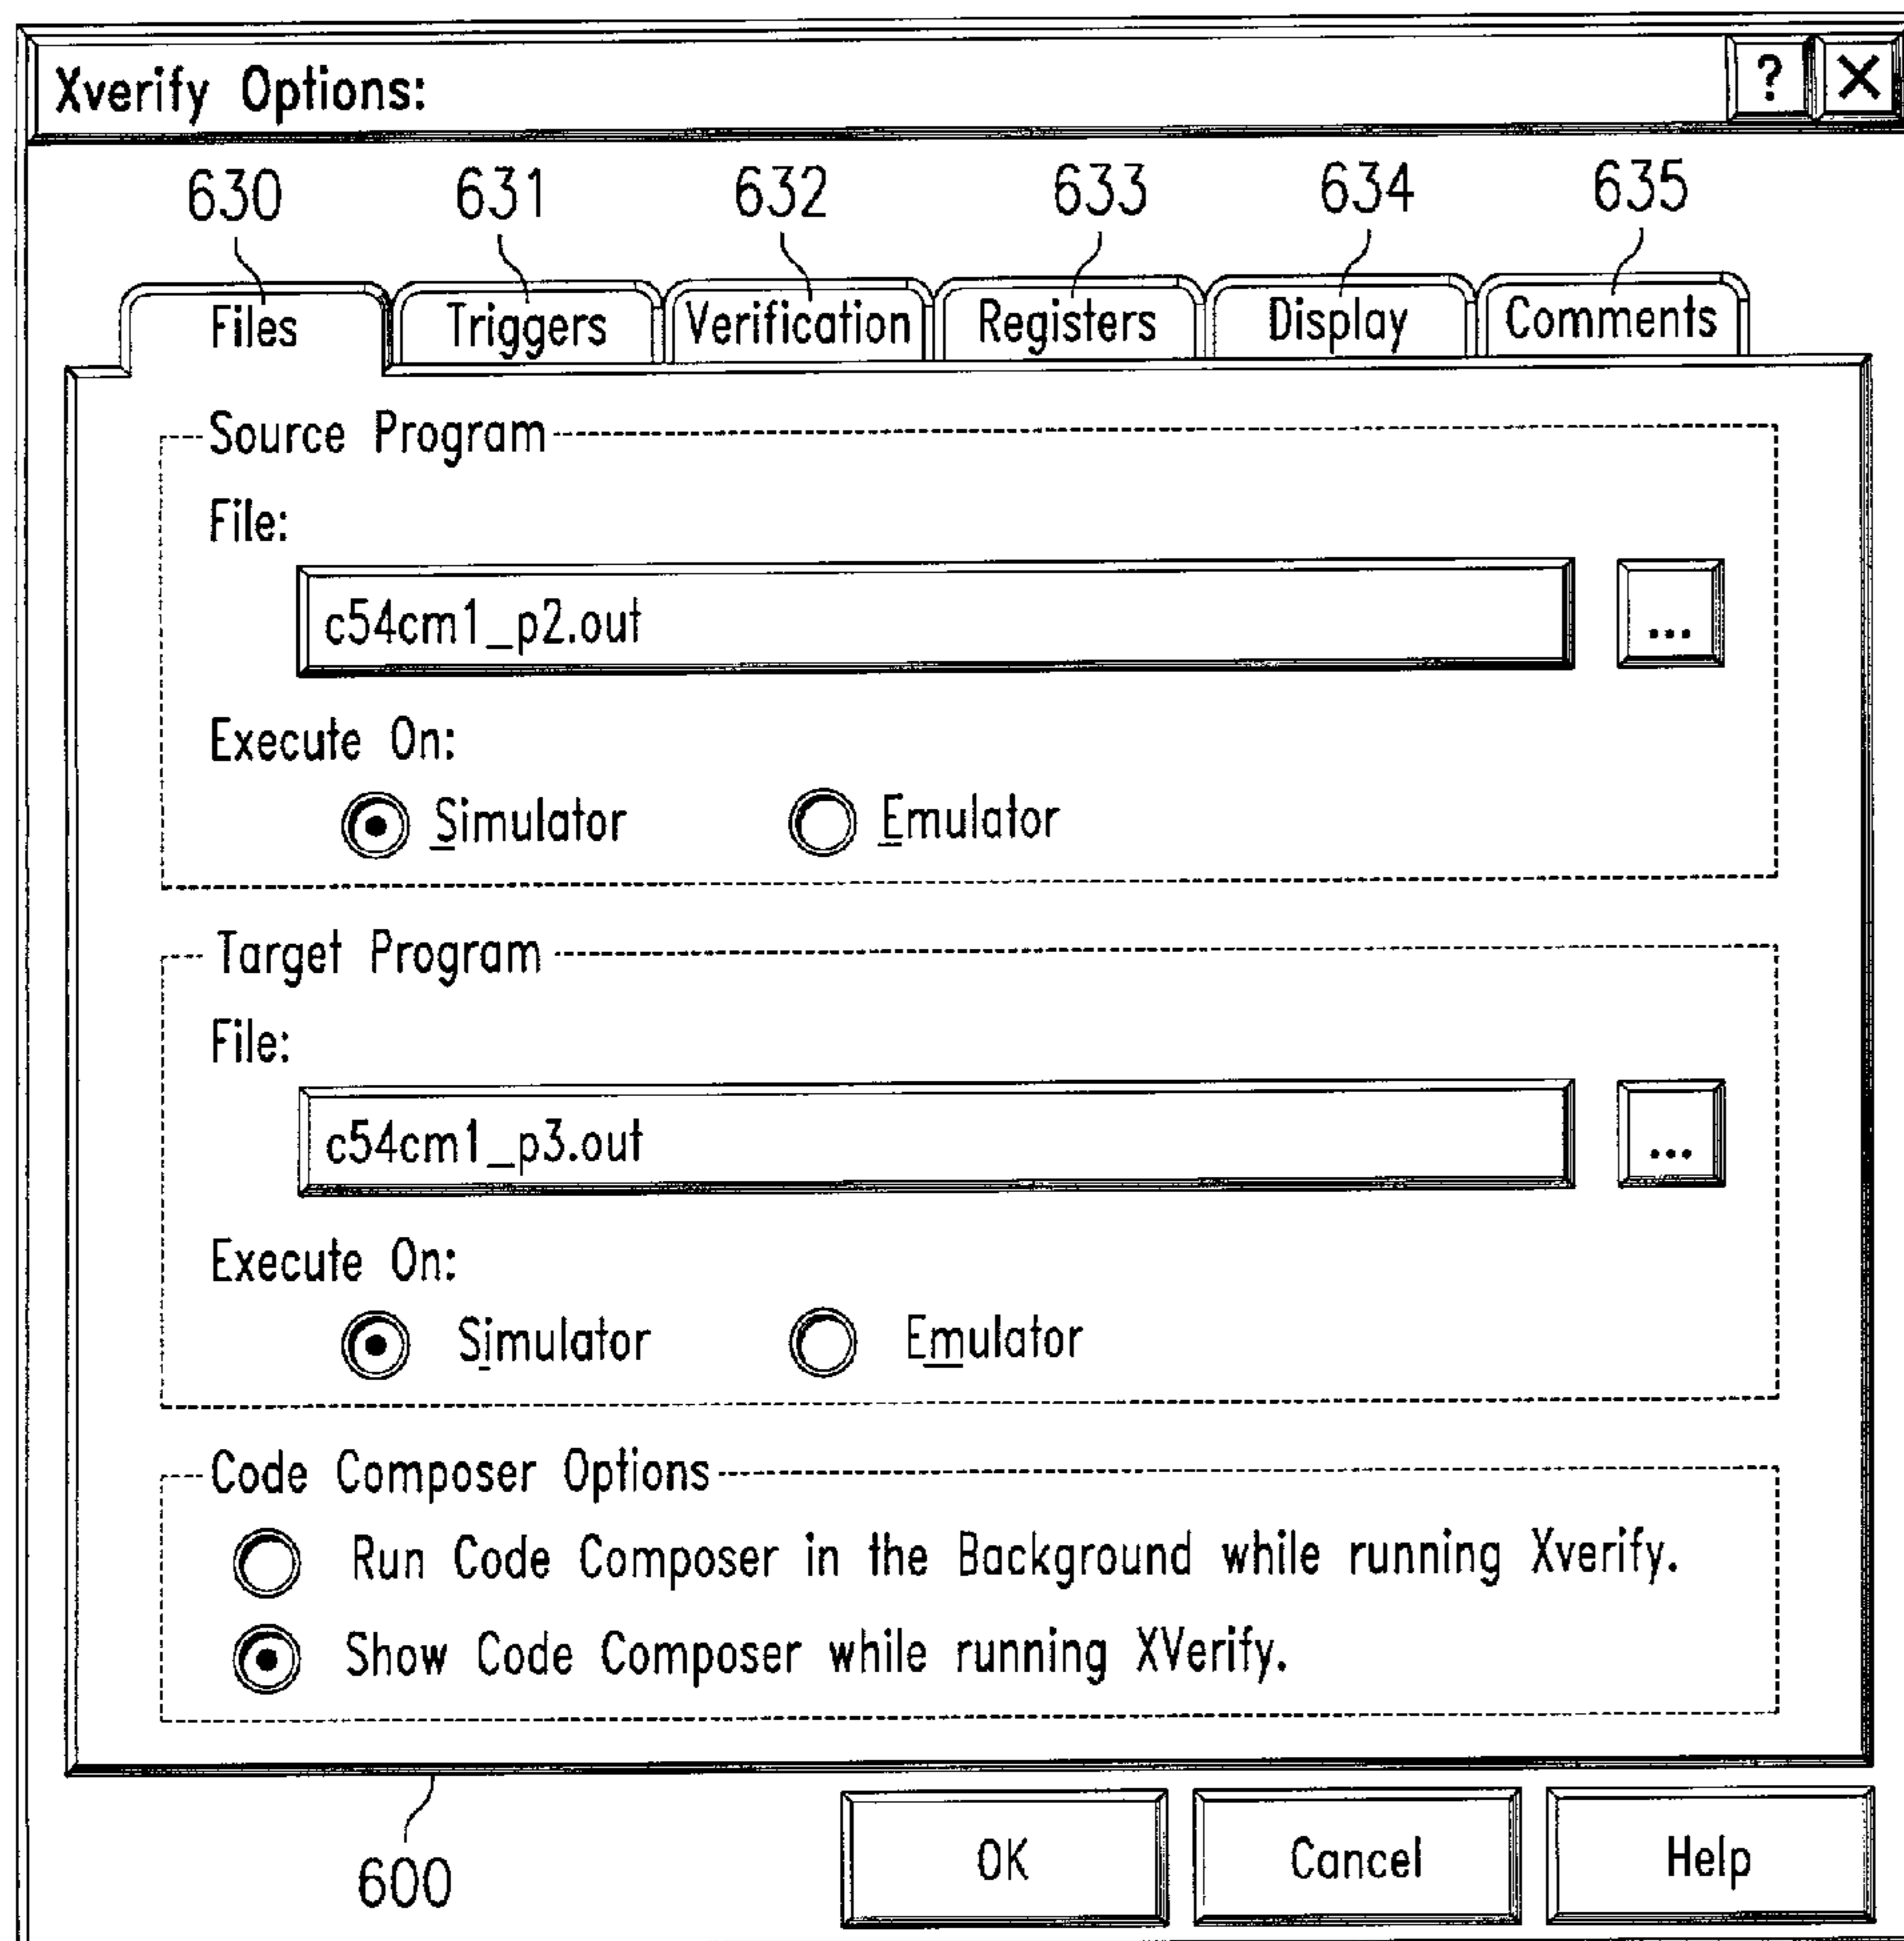 Xverify Options: ? X
630 631 632 633 634 635
Files Triggers Verification Registers Display Comments
Source Program
File:
c54cm1_p2.out ...
Execute On:
Simulator Emulator
Target Program
File:
c54cm1_p3.out ...
Execute On:
Simulator Emulator
Code Composer Options
Run Code Composer in the Background while running Xverify.
Show Code Composer while running XVerify.
600
OK Cancel Help